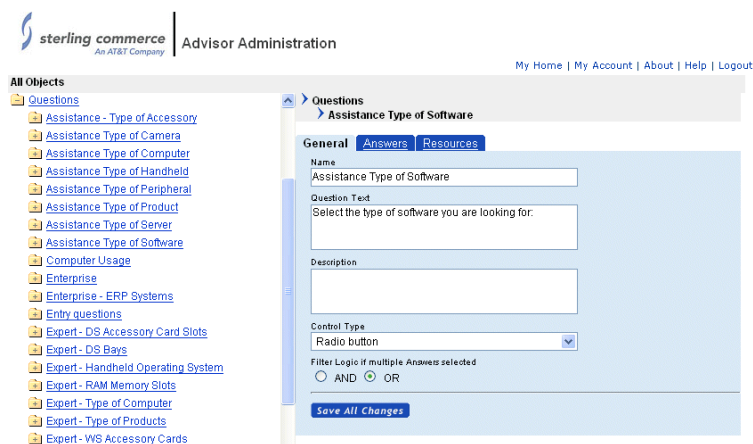 sterling commerce
An AT&T Company
Advisor Administration
My Home | My Account | About | Help | Logout
All Objects
Questions
Assistance - Type of Accessory
Assistance Type of Camera
Assistance Type of Computer
Assistance Type of Handheld
Assistance Type of Peripheral
Assistance Type of Product
Assistance Type of Server
Assistance Type of Software
Computer Usage
Enterprise
Enterprise - ERP Systems
Entry questions
Expert - DS Accessory Card Slots
Expert - DS Bays
Expert - Handheld Operating System
Expert - RAM Memory Slots
Expert - Type of Computer
Expert - Type of Products
Expert - WS Accessory Cards
Questions
Assistance Type of Software
General Answers Resources
Name
Assistance Type of Software
Question Text
Select the type of software you are looking for:
Description
Control Type
Radio button
Filter Logic if multiple Answers selected
AND OR
Save All Changes